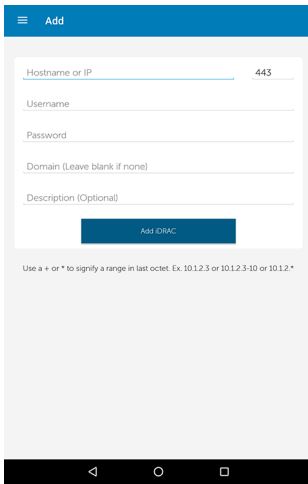 Add
Hostname or IP 443
Username
Password
Domain (Leave blank if none)
Description (Optional)
Add iDRAC
Use a + or * to signify a range in last octet. Ex. 10.1.2.3 or 10.1.2.3-10 or 10.1.2.*